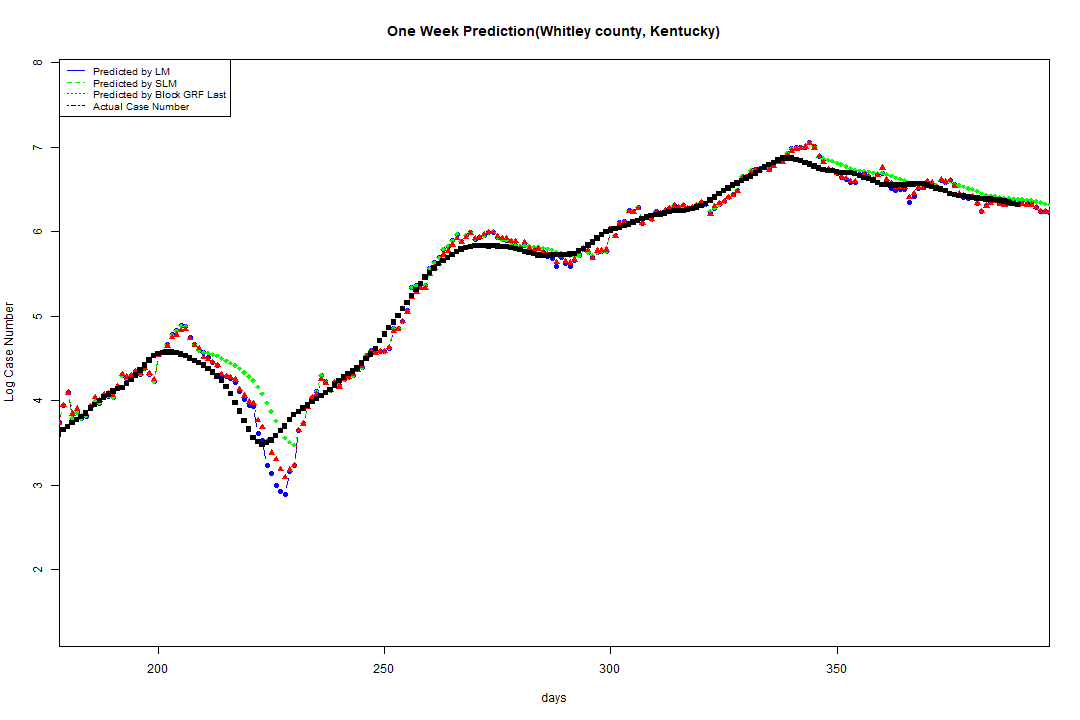 One Week Prediction(Whitley county, Kentucky)
Predicted by LM
Predicted by SLM
Predicted by Block GRF Last
Actual Case Number
8
7
6
5
4
3
2
Log Case Number
200
250
300
350
days